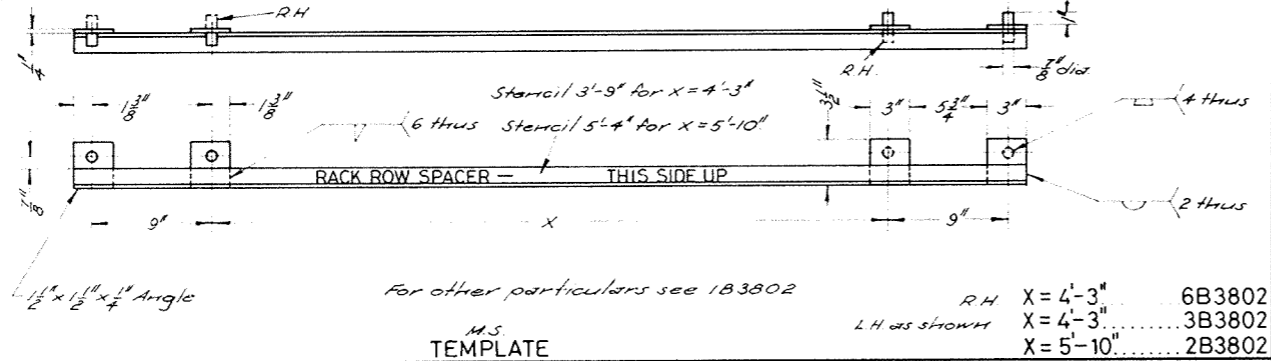 R.H
1"
1/4"
R.H.
7/8" dia.
1 3/8"
1 3/8"
Stencil 3'-9" for X = 4'-3"
3 1/2"
3"
5 3/4"
3"
4 thus
6 thus
Stencil 5'-4" for X = 5'-10"
RACK ROW SPACER — THIS SIDE UP
1 1/8"
2 thus
9"
X
9"
1 1/2" x 1 1/2" x 1/4" Angle
For other particulars see 1B3802
R.H. X = 4'-3" ...... 6B3802
L.H. as shown X = 4'-3" ...... 3B3802
X = 5'-10" ...... 2B3802
M.S.
TEMPLATE